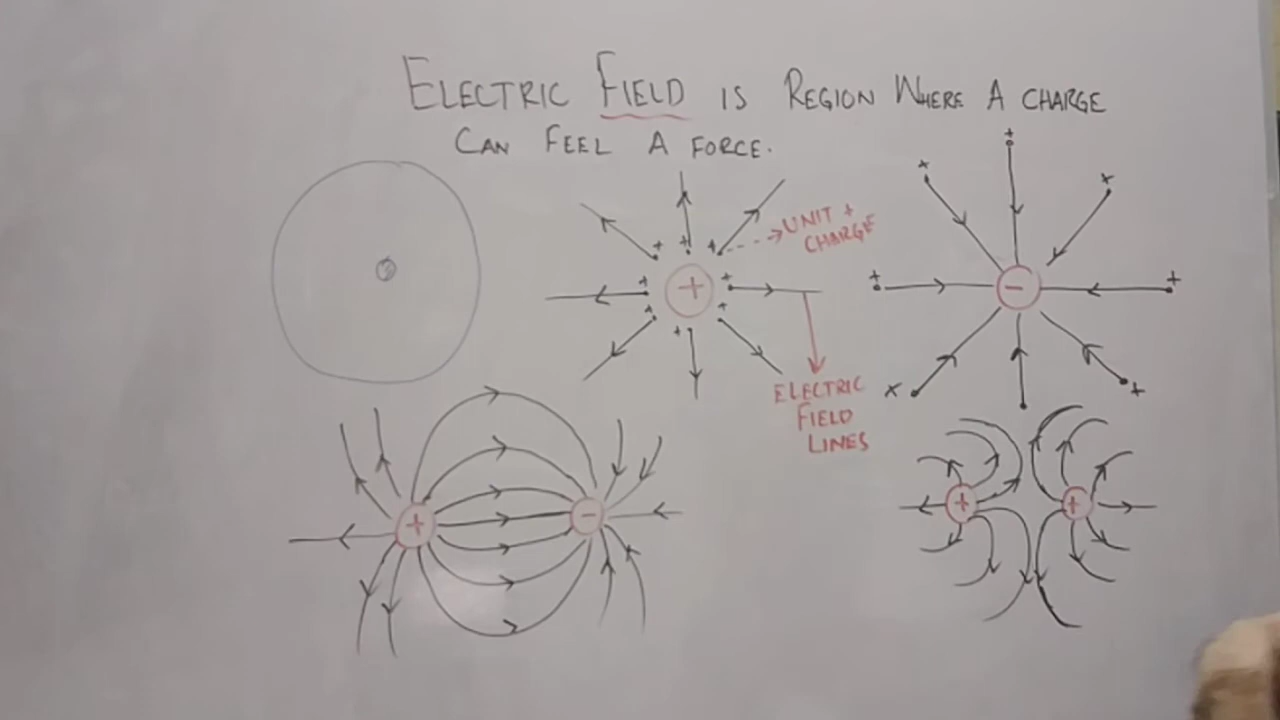 ELECTRIC FIELD IS REGION WHERE A CHARGE
CAN FEEL A FORCE.
UNIT +
CHARGE
ELECTRIC
FIELD
LINES
+
-
+
-
+
+